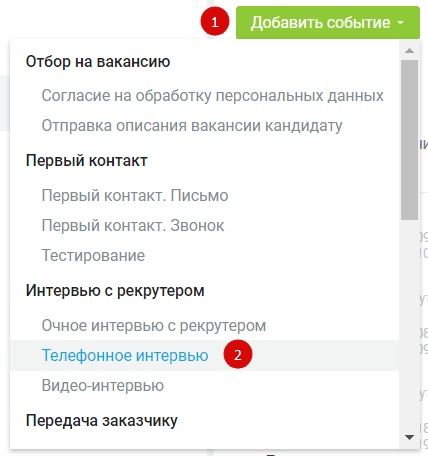 1 Добавить событие
Отбор на вакансию
Согласие на обработку персональных данных
Отправка описания вакансии кандидату
Первый контакт
Первый контакт. Письмо
Первый контакт. Звонок
Тестирование
Интервью с рекрутером
Очное интервью с рекрутером
Телефонное интервью 2
Видео-интервью
Передача заказчику